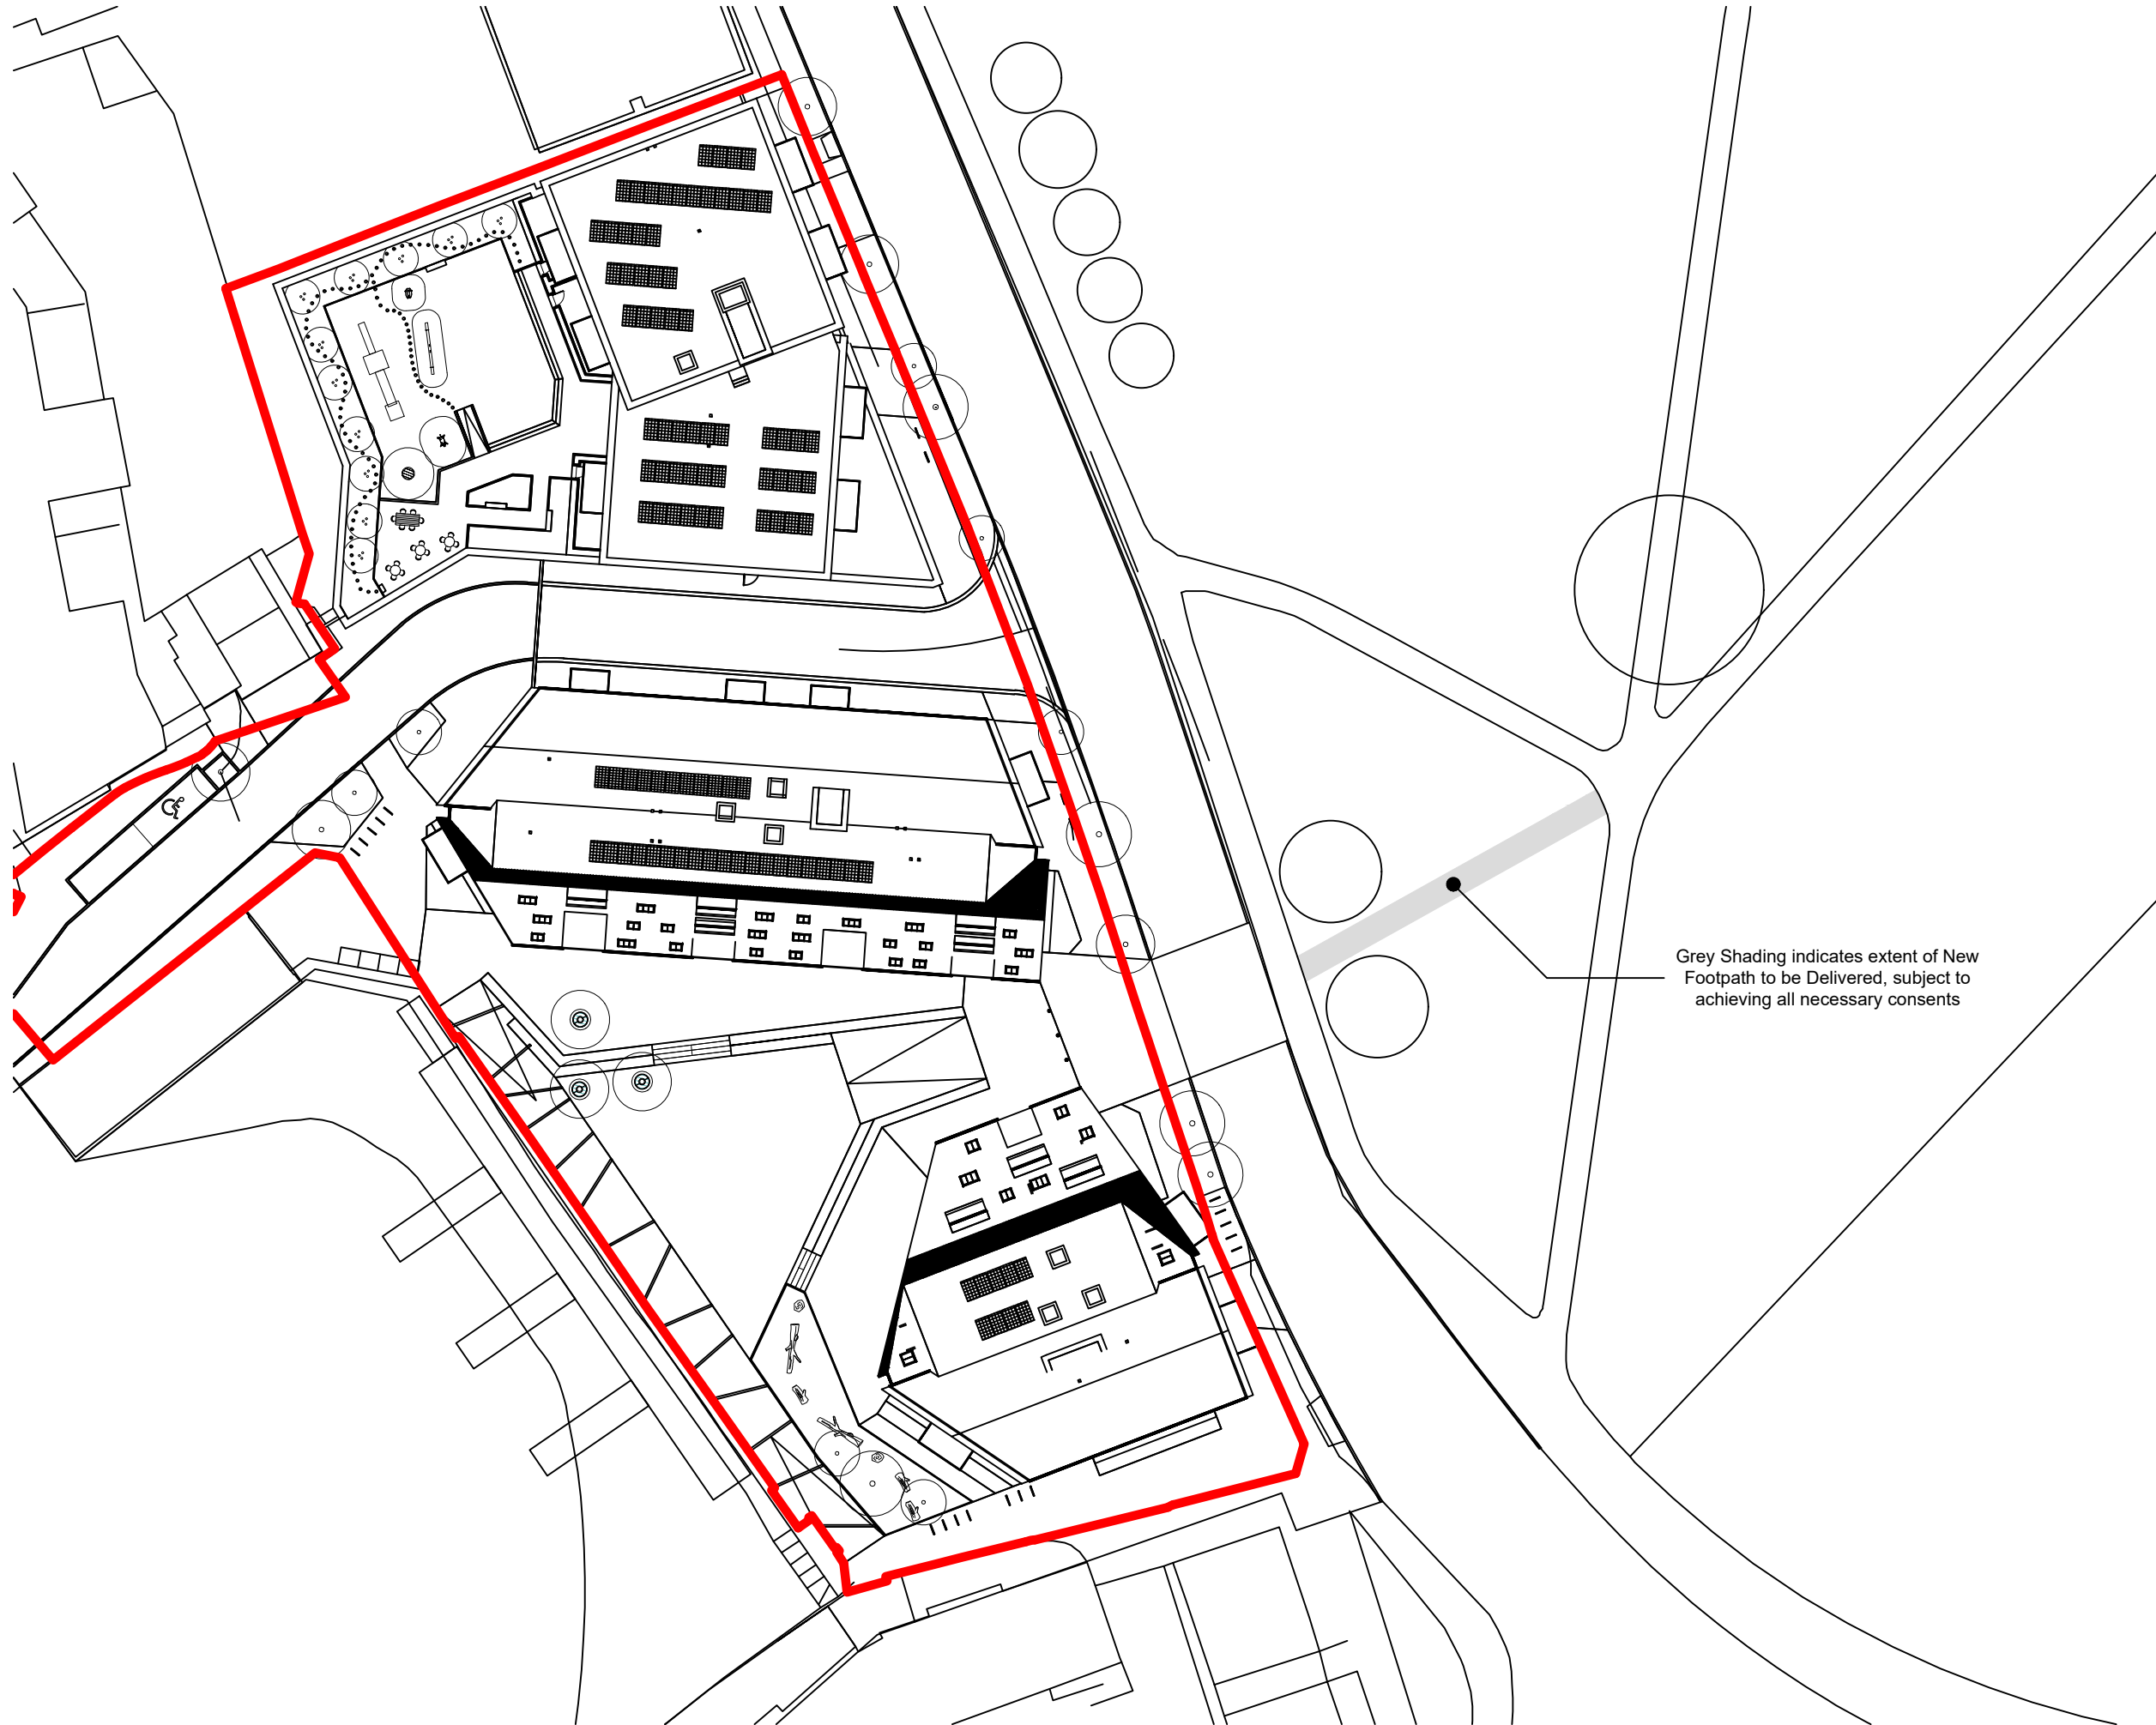 Grey Shading indicates extent of New
Footpath to be Delivered, subject to
achieving all necessary consents